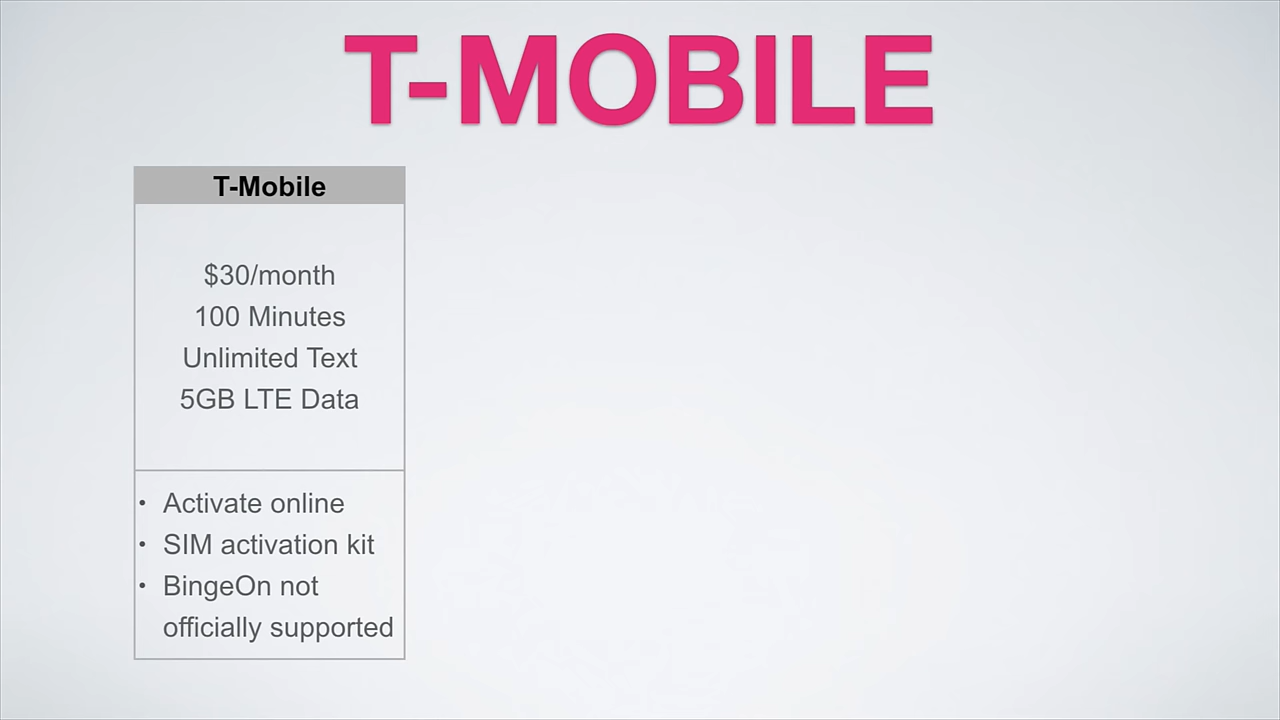 T-MOBILE
T-Mobile
$30/month
100 Minutes
Unlimited Text
5GB LTE Data
• Activate online
• SIM activation kit
• BingeOn not
officially supported